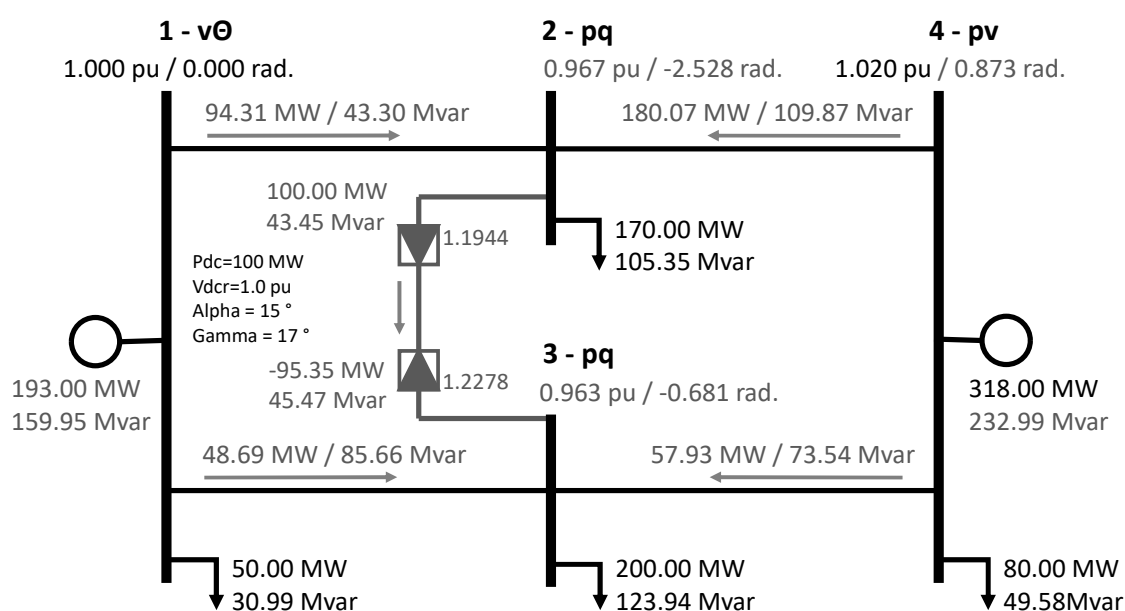 1 - vΘ
2 - pq
4 - pv
1.000 pu / 0.000 rad.
0.967 pu / -2.528 rad.
1.020 pu / 0.873 rad.
94.31 MW / 43.30 Mvar
180.07 MW / 109.87 Mvar
100.00 MW
43.45 Mvar
1.1944
170.00 MW
105.35 Mvar
Pdc=100 MW
Vdcr=1.0 pu
Alpha = 15 °
Gamma = 17 °
3 - pq
-95.35 MW
45.47 Mvar
1.2278
0.963 pu / -0.681 rad.
193.00 MW
159.95 Mvar
318.00 MW
232.99 Mvar
48.69 MW / 85.66 Mvar
57.93 MW / 73.54 Mvar
50.00 MW
30.99 Mvar
200.00 MW
123.94 Mvar
80.00 MW
49.58Mvar